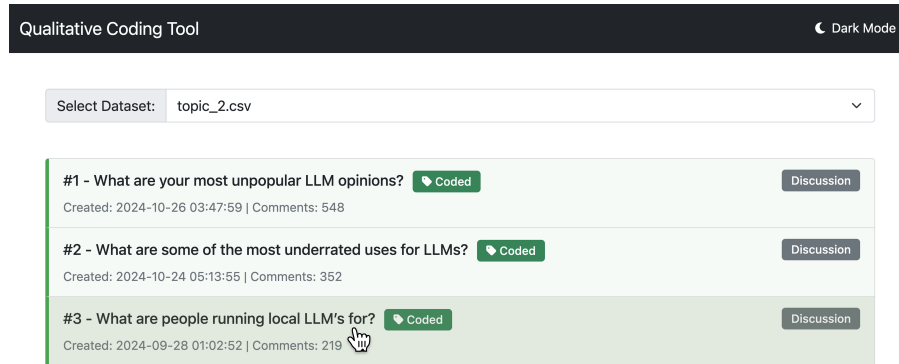 Qualitative Coding Tool
Dark Mode
Select Dataset: topic_2.csv
#1 - What are your most unpopular LLM opinions? Coded Discussion
Created: 2024-10-26 03:47:59 | Comments: 548
#2 - What are some of the most underrated uses for LLMs? Coded Discussion
Created: 2024-10-24 05:13:55 | Comments: 352
#3 - What are people running local LLM’s for? Coded Discussion
Created: 2024-09-28 01:02:52 | Comments: 219